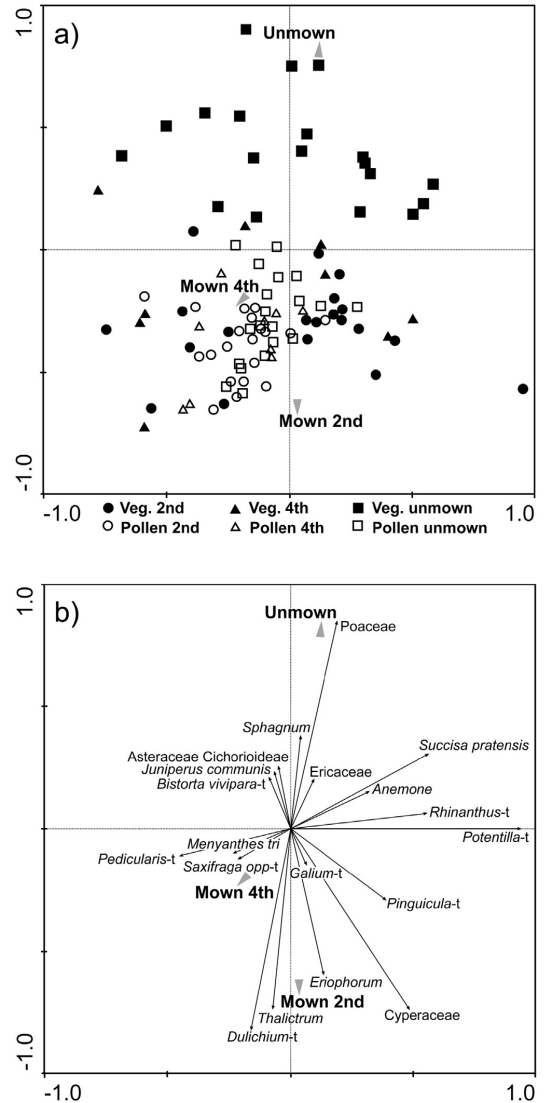 1.0
a)
Unmown
Mown 4th
Mown 2nd
-1.0
-1.0
1.0
Veg. 2nd
Veg. 4th
Veg. unmown
Pollen 2nd
Pollen 4th
Pollen unmown
1.0
b)
Unmown
Poaceae
Sphagnum
Succisa pratensis
Asteraceae Cichorioideae
Juniperus communis
Ericaceae
Bistorta vivipara-t
Anemone
Rhinanthus-t
Potentilla-t
Menyanthes tri
Pedicularis-t
Saxifraga opp-t
Galium-t
Mown 4th
Pinguicula-t
Eriophorum
Mown 2nd
Cyperaceae
Thalictrum
Dulichium-t
-1.0
-1.0
1.0